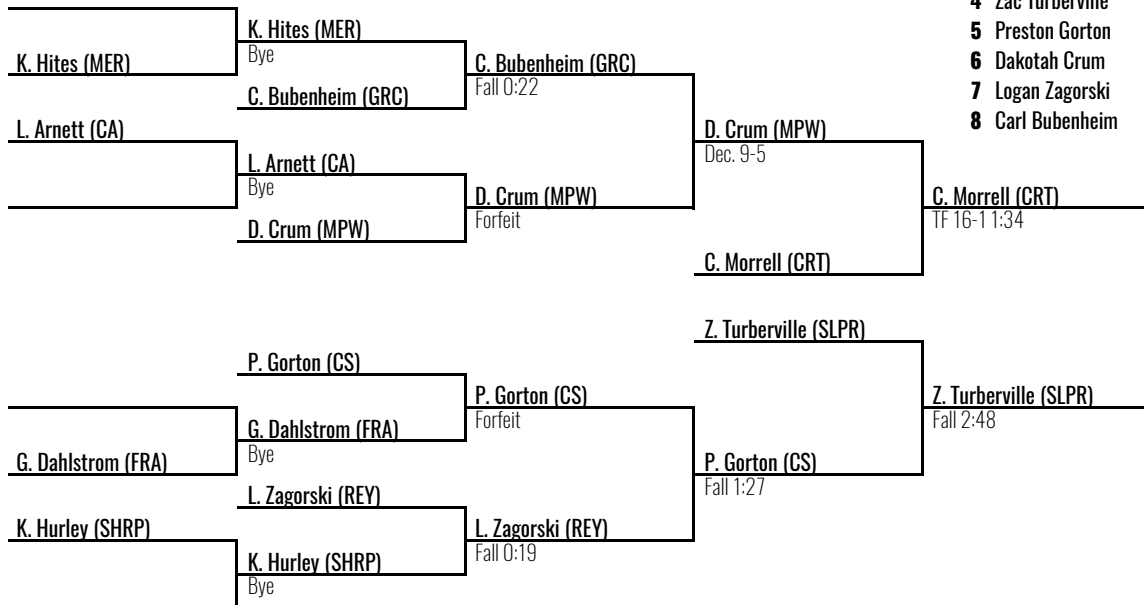 4 Zac Turberville
K. Hites (MER)
5 Preston Gorton
Bye
K. Hites (MER)
C. Bubenheim (GRC)
6 Dakotah Crum
Fall 0:22
7 Logan Zagorski
C. Bubenheim (GRC)
8 Carl Bubenheim
L. Arnett (CA)
D. Crum (MPW)
Dec. 9-5
L. Arnett (CA)
Bye
D. Crum (MPW)
C. Morrell (CRT)
Forfeit
TF 16-1 1:34
D. Crum (MPW)
C. Morrell (CRT)
Z. Turberville (SLPR)
P. Gorton (CS)
P. Gorton (CS)
Z. Turberville (SLPR)
Forfeit
Fall 2:48
G. Dahlstrom (FRA)
Bye
G. Dahlstrom (FRA)
P. Gorton (CS)
Fall 1:27
L. Zagorski (REY)
K. Hurley (SHRP)
L. Zagorski (REY)
Fall 0:19
K. Hurley (SHRP)
Bye